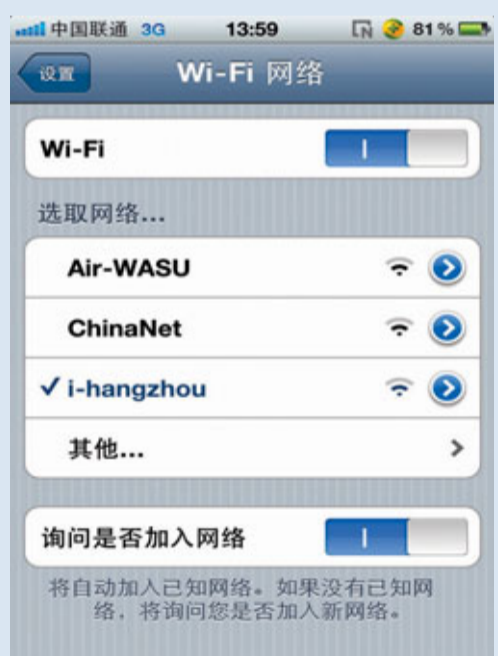 中国联通 3G 13:59 81%
设置 Wi-Fi 网络
Wi-Fi
选取网络...
Air-WASU
ChinaNet
✓ i-hangzhou
其他...
询问是否加入网络
将自动加入已知网络。如果没有已知网
络，将询问您是否加入新网络。